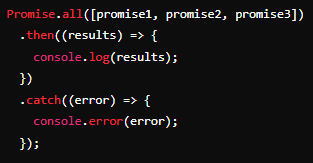 Promise.all([promise1, promise2, promise3])
  .then((results) => {
    console.log(results);
  })
  .catch((error) => {
    console.error(error);
  });